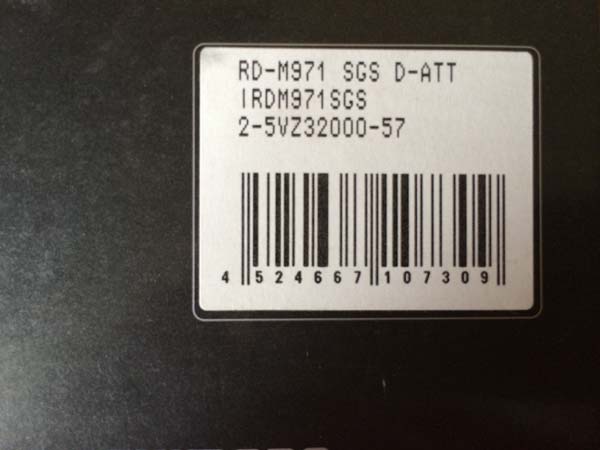 RD-M971 SGS D-ATT
IRDM971SGS
2-5VZ32000-57
4 524667 107309